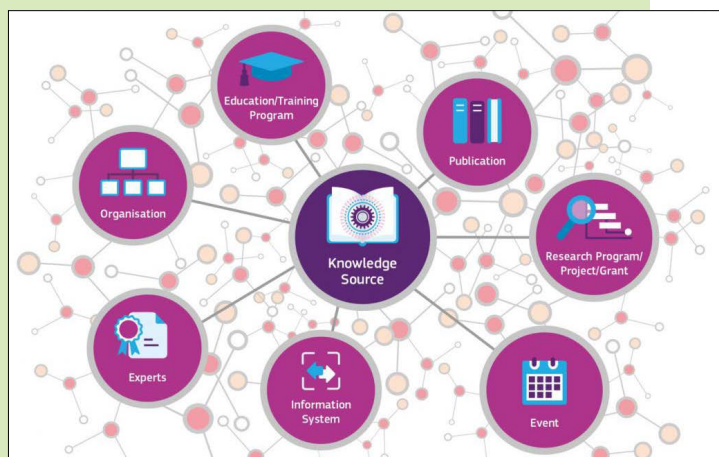 Education/Training
Program
Publication
Organisation
Knowledge
Source
Research Program/
Project/Grant
Experts
Information
System
Event